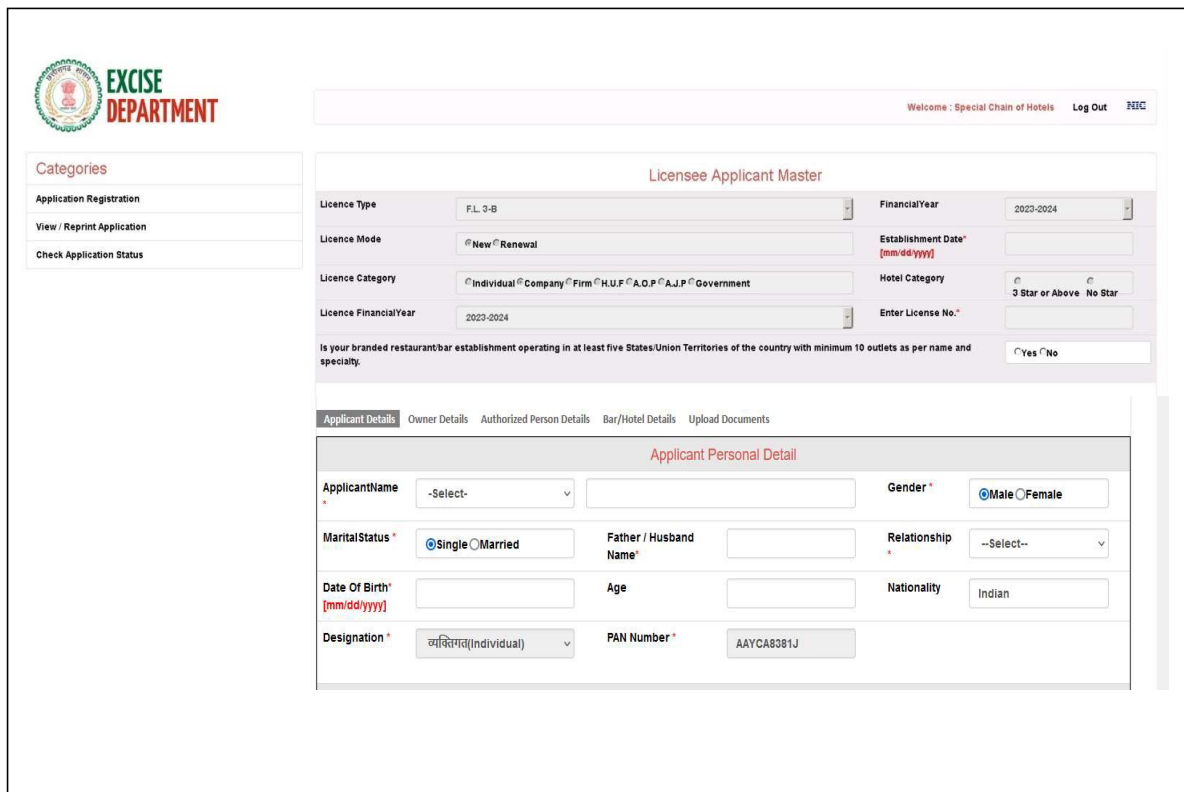 छत्तीसगढ़ शासन
EXCISE
DEPARTMENT
Welcome : Special Chain of Hotels Log Out NIC
Categories
Application Registration
View / Reprint Application
Check Application Status
Licensee Applicant Master
Licence Type F.L. 3-B FinancialYear 2023-2024
Licence Mode New Renewal Establishment Date*
[mm/dd/yyyy]
Licence Category Individual Company Firm H.U.F A.O.P A.J.P Government Hotel Category 3 Star or Above No Star
Licence FinancialYear 2023-2024 Enter License No.*
Is your branded restaurant/bar establishment operating in at least five States/Union Territories of the country with minimum 10 outlets as per name and
specialty. Yes No
Applicant Details Owner Details Authorized Person Details Bar/Hotel Details Upload Documents
Applicant Personal Detail
ApplicantName
* -Select- Gender * Male Female
MaritalStatus * Single Married Father / Husband
Name* Relationship
* --Select--
Date Of Birth*
[mm/dd/yyyy] Age Nationality Indian
Designation * व्यक्तिगत(Individual) PAN Number * AAYCA8381J